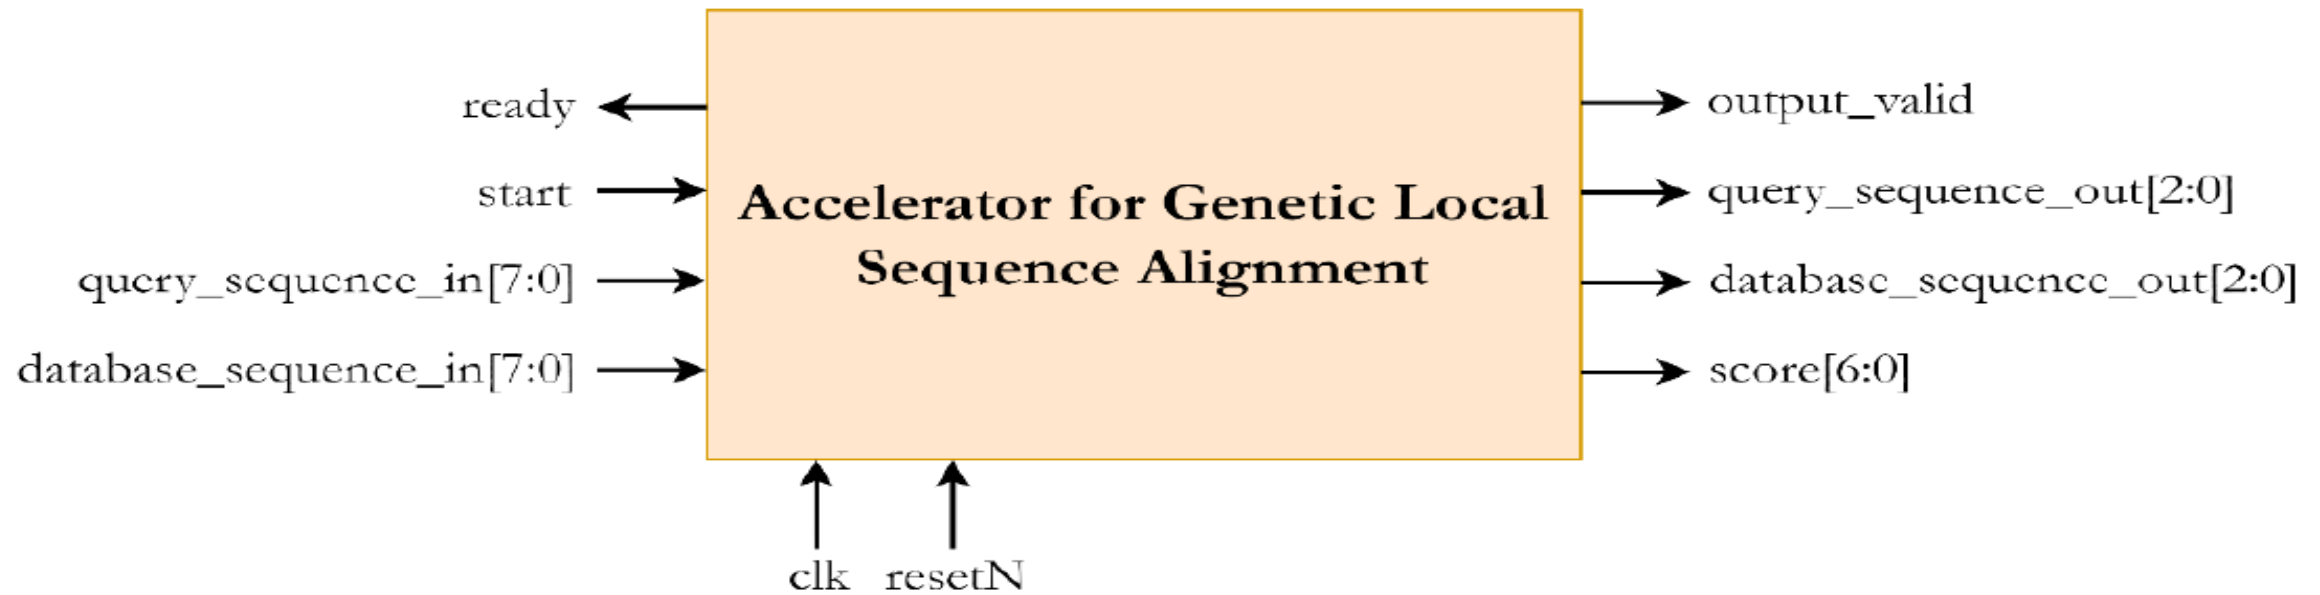 ready
start
query_sequence_in[7:0]
database_sequence_in[7:0]
Accelerator for Genetic Local
Sequence Alignment
output_valid
query_sequence_out[2:0]
database_sequence_out[2:0]
score[6:0]
clk
resetN